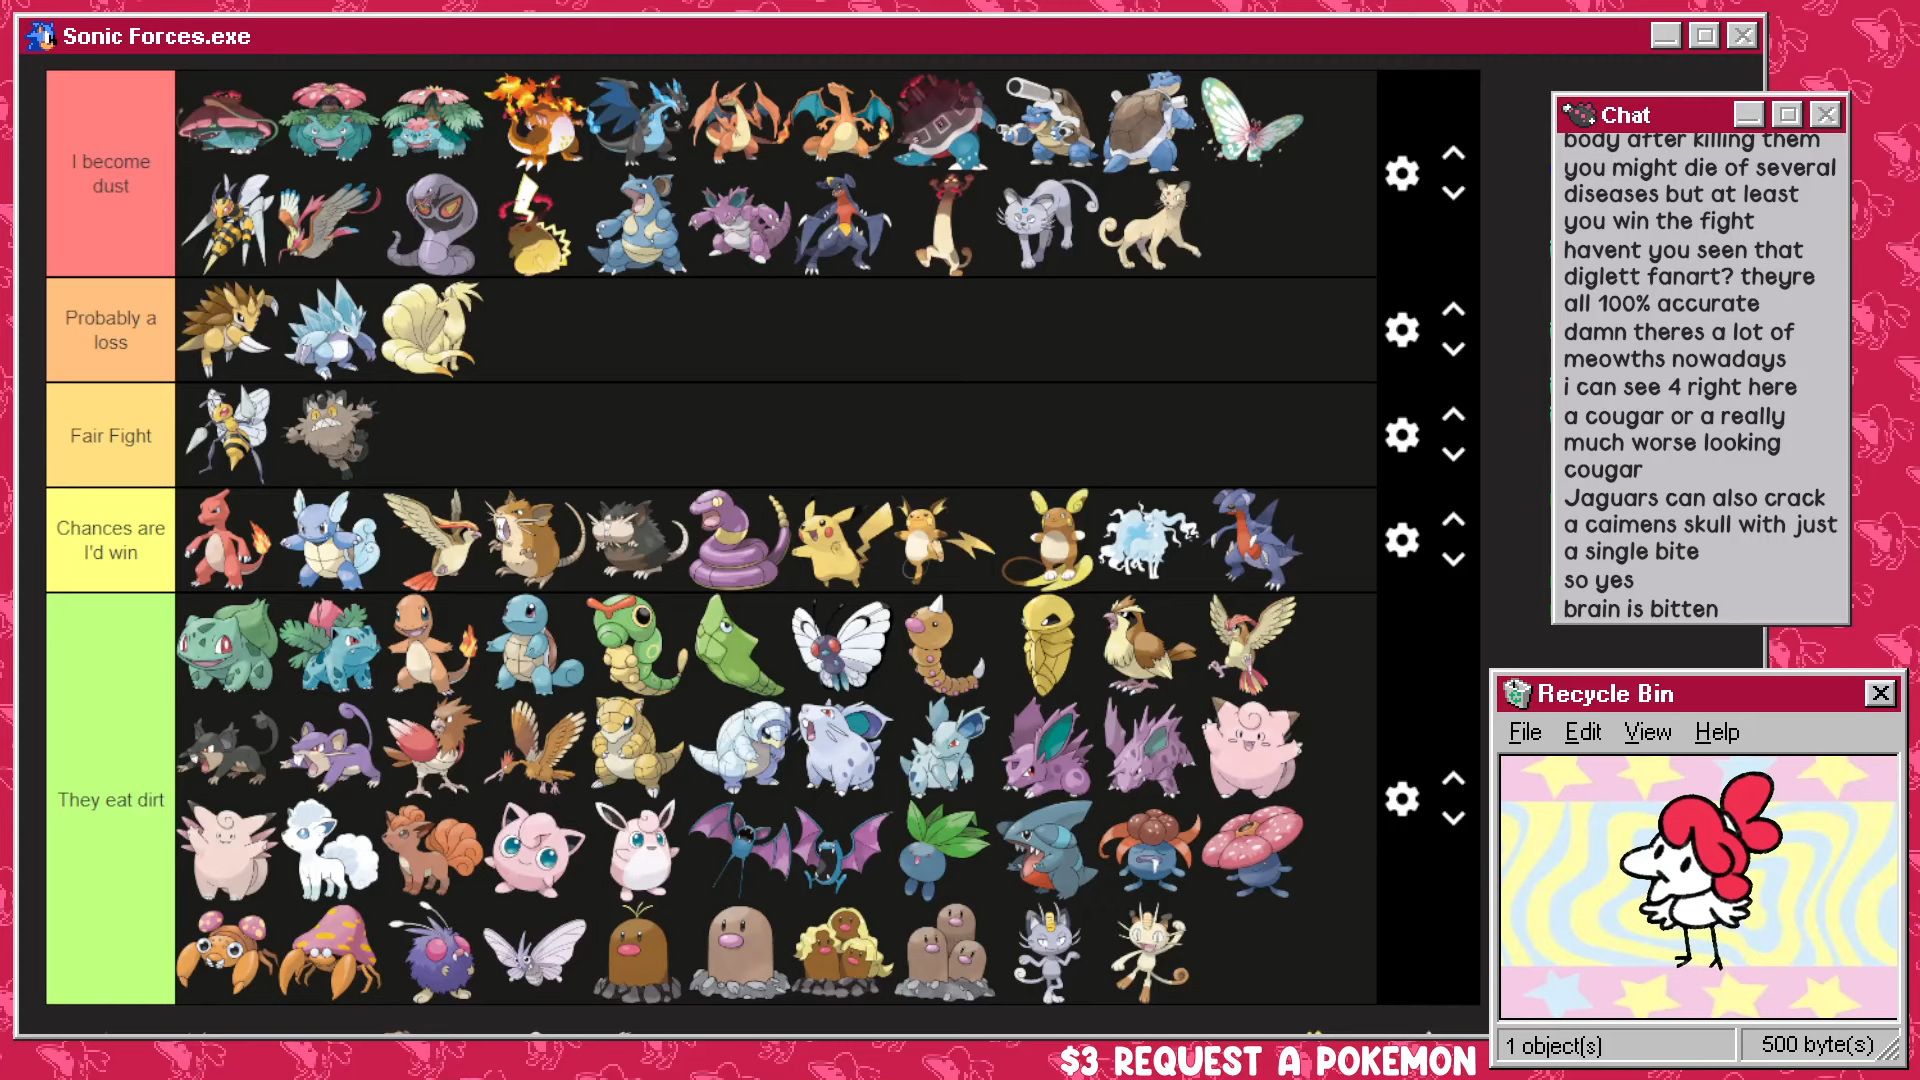 Sonic Forces.exe
I become
dust
Probably a
loss
Fair Fight
Chances are
I'd win
They eat dirt
Chat
body after killing them
you might die of several
diseases but at least
you win the fight
havent you seen that
diglett fanart? theyre
all 100% accurate
damn theres a lot of
meowths nowadays
i can see 4 right here
a cougar or a really
much worse looking
cougar
Jaguars can also crack
a caimens skull with just
a single bite
so yes
brain is bitten
Recycle Bin
File Edit View Help
1 object(s)
500 byte(s)
$3 REQUEST A POKEMON